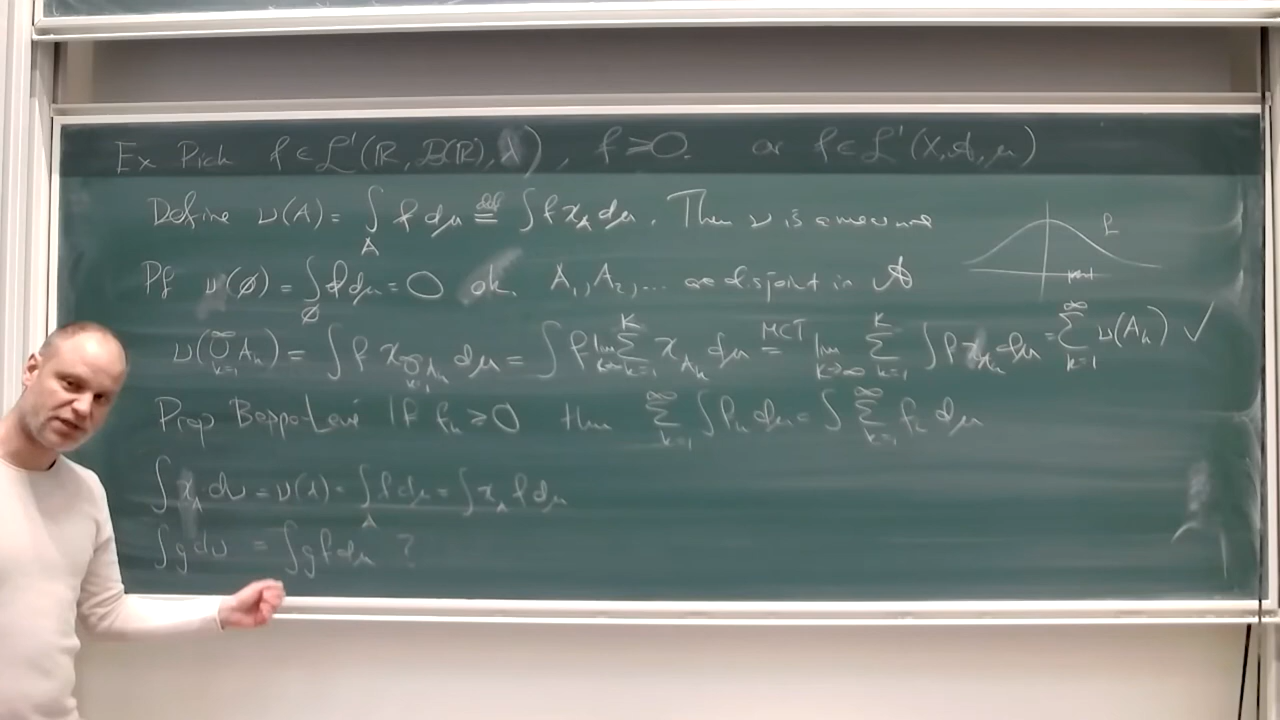 Ex Pick f ∈ ℒ¹(ℝ, ℬ(ℝ), λ), f ≥ 0. or f ∈ ℒ¹(X, 𝒜, μ)
Define ν(A) = ∫_A f dμ ≝ ∫ f χ_A dμ. Then ν is a measure
f
Pf ν(∅) = ∫_∅ f dμ = 0 ok. A₁, A₂, ... are disjoint in 𝒜
ν(∪_{k=1}^∞ A_k) = ∫ f χ_{∪_{k=1}^∞ A_k} dμ = ∫ f lim_{K→∞} Σ_{k=1}^K χ_{A_k} dμ =^{MCT} lim_{K→∞} Σ_{k=1}^K ∫ f χ_{A_k} dμ = Σ_{k=1}^∞ ν(A_k) ✓
Prop Beppo-Levi If f_k ≥ 0 then Σ_{k=1}^∞ ∫ f_k dμ = ∫ Σ_{k=1}^∞ f_k dμ
∫ χ_A dν = ν(A) = ∫_A f dμ = ∫ χ_A f dμ
∫ g dν = ∫ g f dμ ?